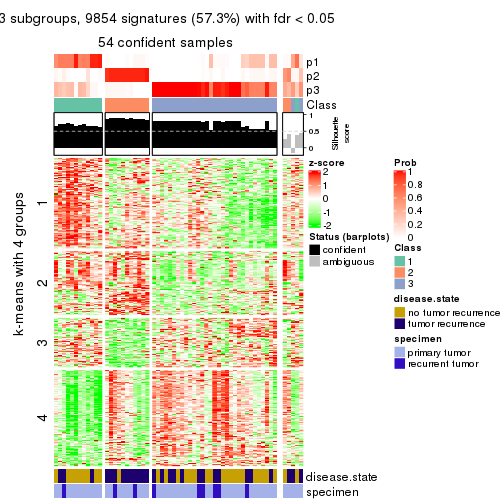 3 subgroups, 9854 signatures (57.3%) with fdr < 0.05
54 confident samples
p1
p2
p3
Class
1
0.5
0
Silhouette
score
k-means with 4 groups
1
2
3
4
z-score
2
1
0
-1
-2
Status (barplots)
confident
ambiguous
Prob
1
0.8
0.6
0.4
0.2
0
Class
1
2
3
disease.state
no tumor recurrence
tumor recurrence
specimen
primary tumor
recurrent tumor
disease.state
specimen